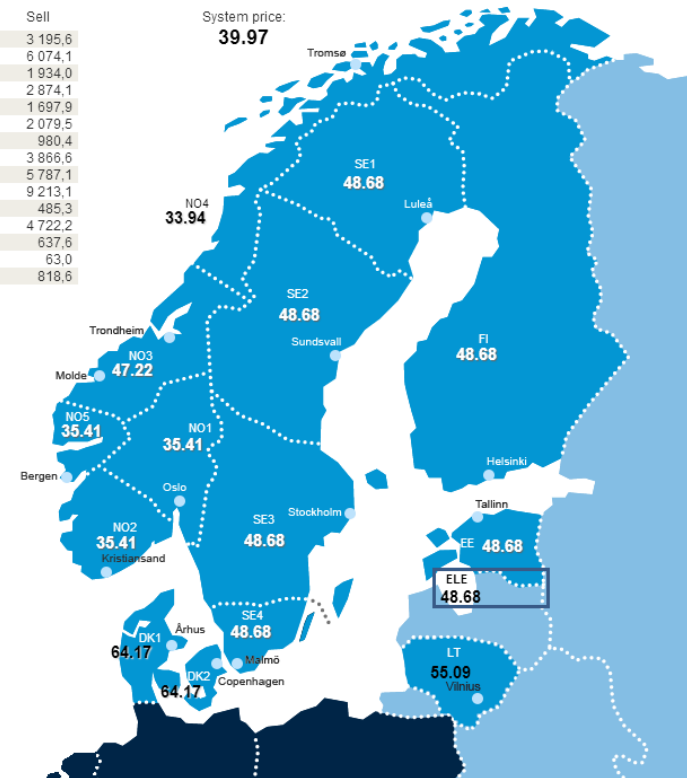 Sell
3 195,6
6 074,1
1 934,0
2 874,1
1 697,9
2 079,5
980,4
3 866,6
5 787,1
9 213,1
485,3
4 722,2
637,6
63,0
818,6
System price:
39.97
Tromsø
SE1
48.68
NO4
33.94
Luleå
SE2
48.68
Trondheim
Sundsvall
FI
48.68
NO3
47.22
Molde
NO5
35.41
NO1
35.41
Bergen
Helsinki
Oslo
Tallinn
Stockholm
SE3
48.68
NO2
35.41
Kristiansand
EE 48.68
ELE
48.68
SE4
48.68
Århus
DK1
64.17
Malmö
LT
55.09
Vilnius
DK2
64.17
Copenhagen